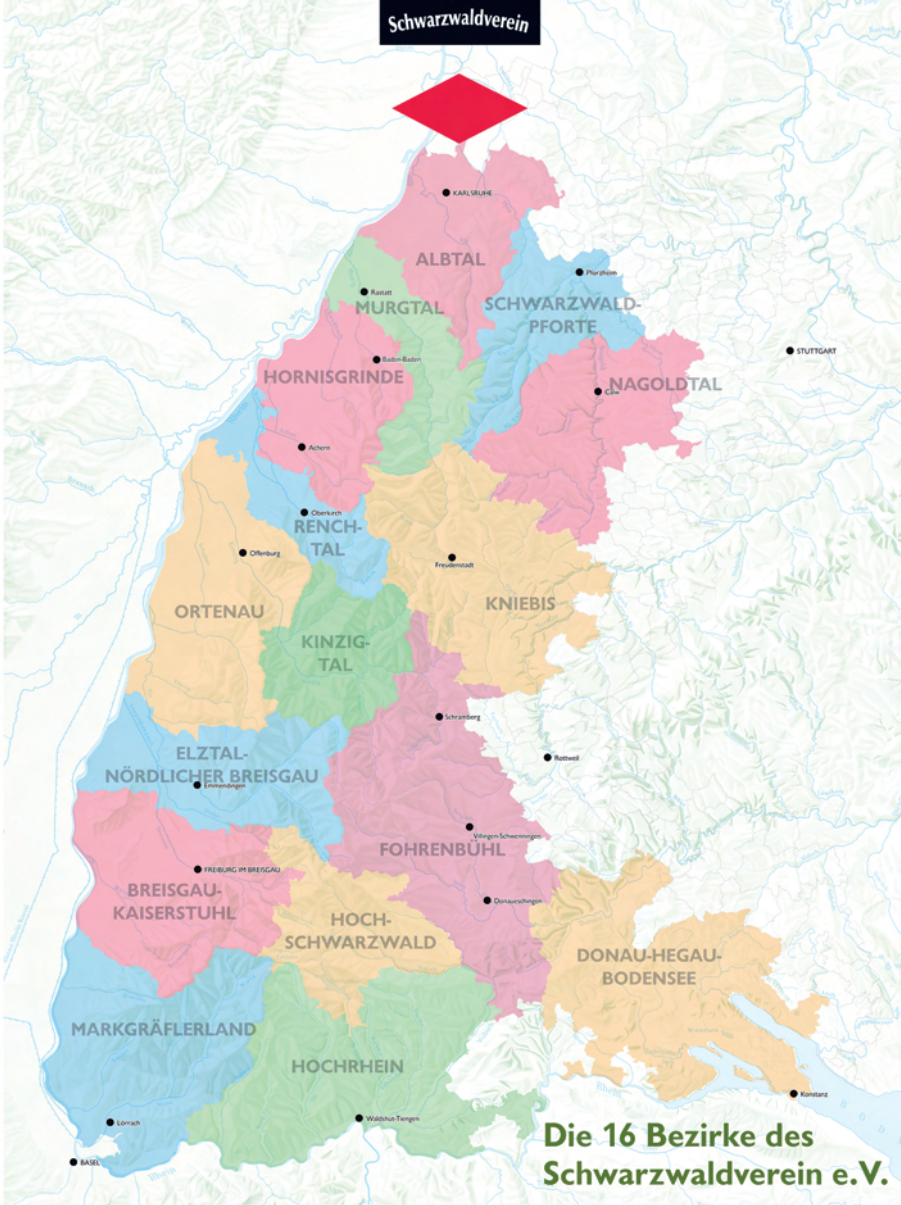 Schwarzwaldverein
KARLSRUHE
ALBTAL
Pforzheim
Rastatt
MURGTAL
SCHWARZWALD-
PFORTE
STUTTGART
Baden-Baden
HORNISGRINDE
NAGOLDTAL
Calw
Achern
Oberkirch
RENCH-
TAL
Offenburg
Freudenstadt
ORTENAU
KNIEBIS
KINZIG-
TAL
Schramberg
ELZTAL-
NÖRDLICHER BREISGAU
Emmendingen
Rottweil
Villingen-Schwenningen
FOHRENBÜHL
FREIBURG IM BREISGAU
BREISGAU-
KAISERSTUHL
Donaueschingen
HOCH-
SCHWARZWALD
DONAU-HEGAU-
BODENSEE
MARKGRÄFLERLAND
HOCHRHEIN
Rhein
Konstanz
Lörrach
Waldshut-Tiengen
BASEL
Rhein
Die 16 Bezirke des
Schwarzwaldverein e.V.